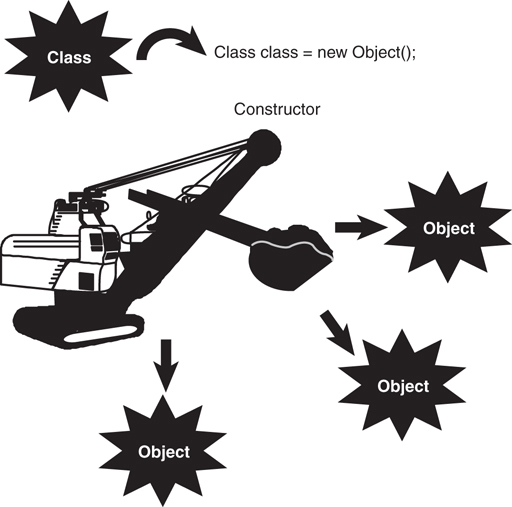 Class
Class class = new Object();
Constructor
Object
Object
Object